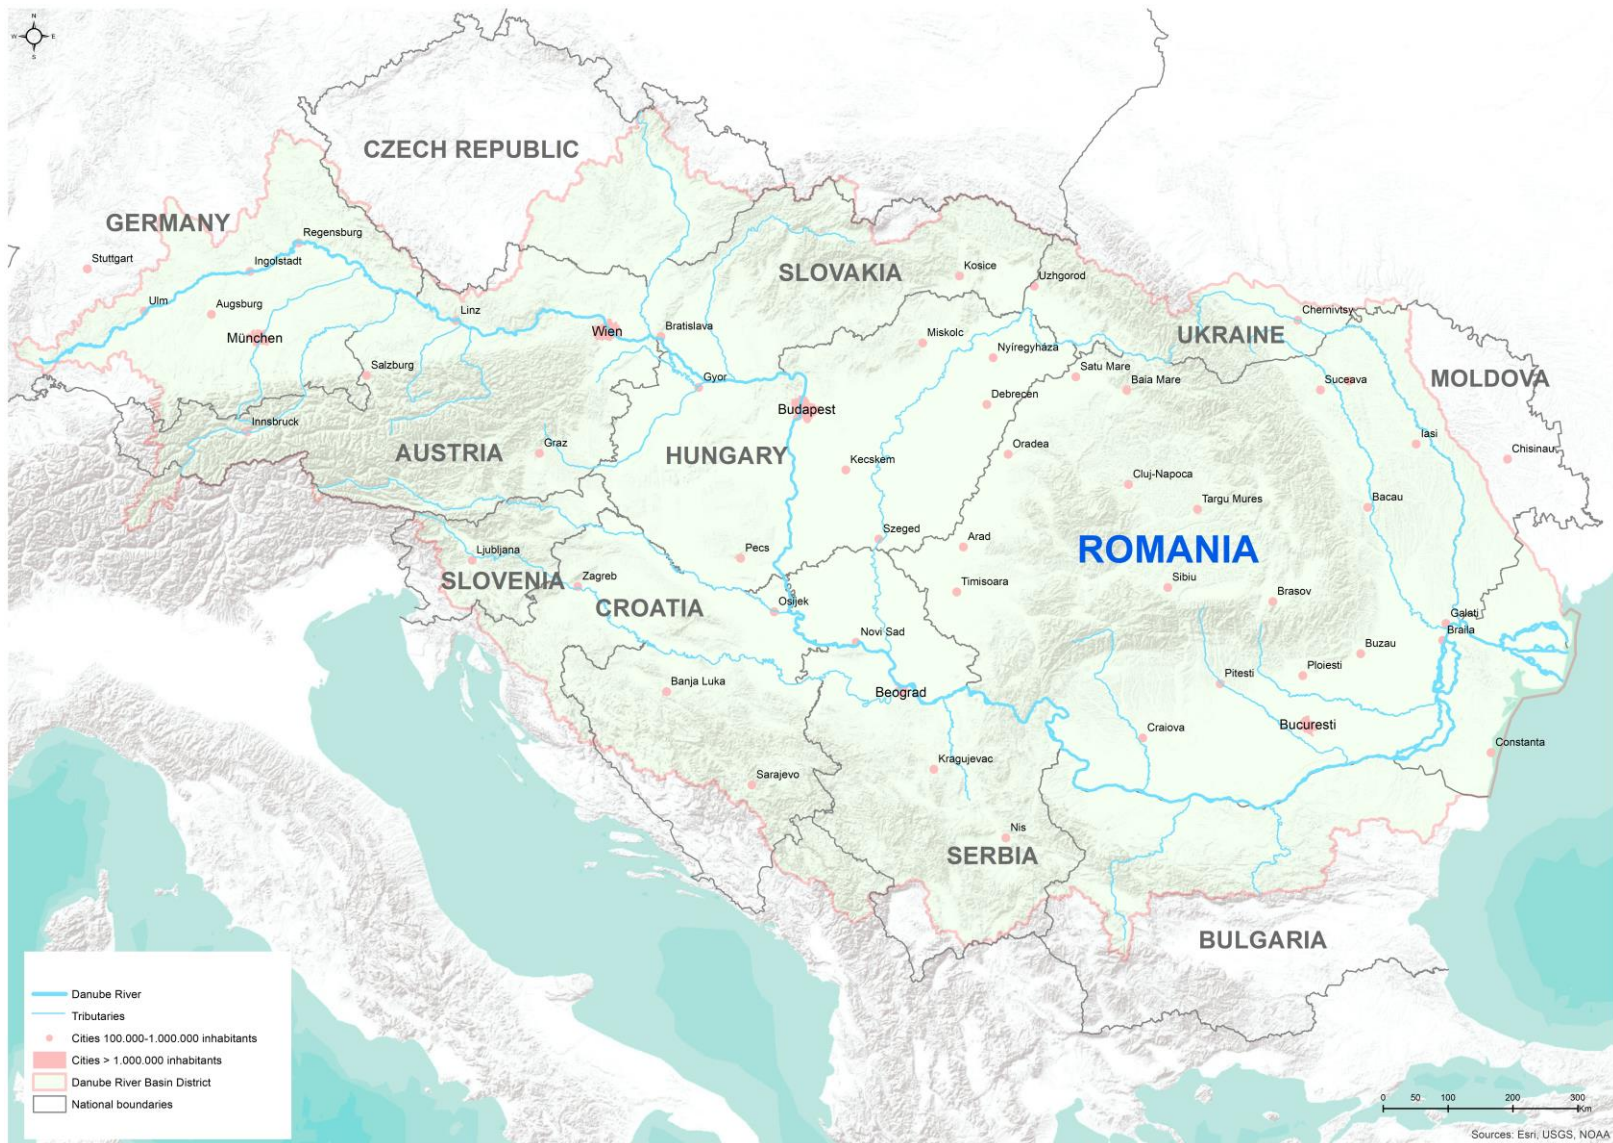 N
W
E
S
CZECH REPUBLIC
GERMANY
Regensburg
Stuttgart
Ingolstadt
SLOVAKIA
Kosice
Uzhgorod
Ulm
Augsburg
Linz
München
Wien
Bratislava
Miskolc
Chernivtsy
UKRAINE
Nyíregyháza
Salzburg
Gyor
Satu Mare
Baia Mare
Suceava
MOLDOVA
Debrecen
Budapest
Innsbruck
AUSTRIA
Graz
HUNGARY
Oradea
Iasi
Chisinau
Kecskem
Cluj-Napoca
Targu Mures
Bacau
Szeged
Arad
ROMANIA
Ljubljana
Pecs
SLOVENIA
Zagreb
Timisoara
Sibiu
Brasov
CROATIA
Osijek
Galati
Braila
Novi Sad
Buzau
Ploiesti
Pitesti
Banja Luka
Beograd
Bucuresti
Craiova
Constanta
Kragujevac
Sarajevo
Nis
SERBIA
BULGARIA
Danube River
Tributaries
Cities 100.000-1.000.000 inhabitants
Cities > 1.000.000 inhabitants
Danube River Basin District
National boundaries
0 50 100 200 300
Km
Sources: Esri, USGS, NOAA